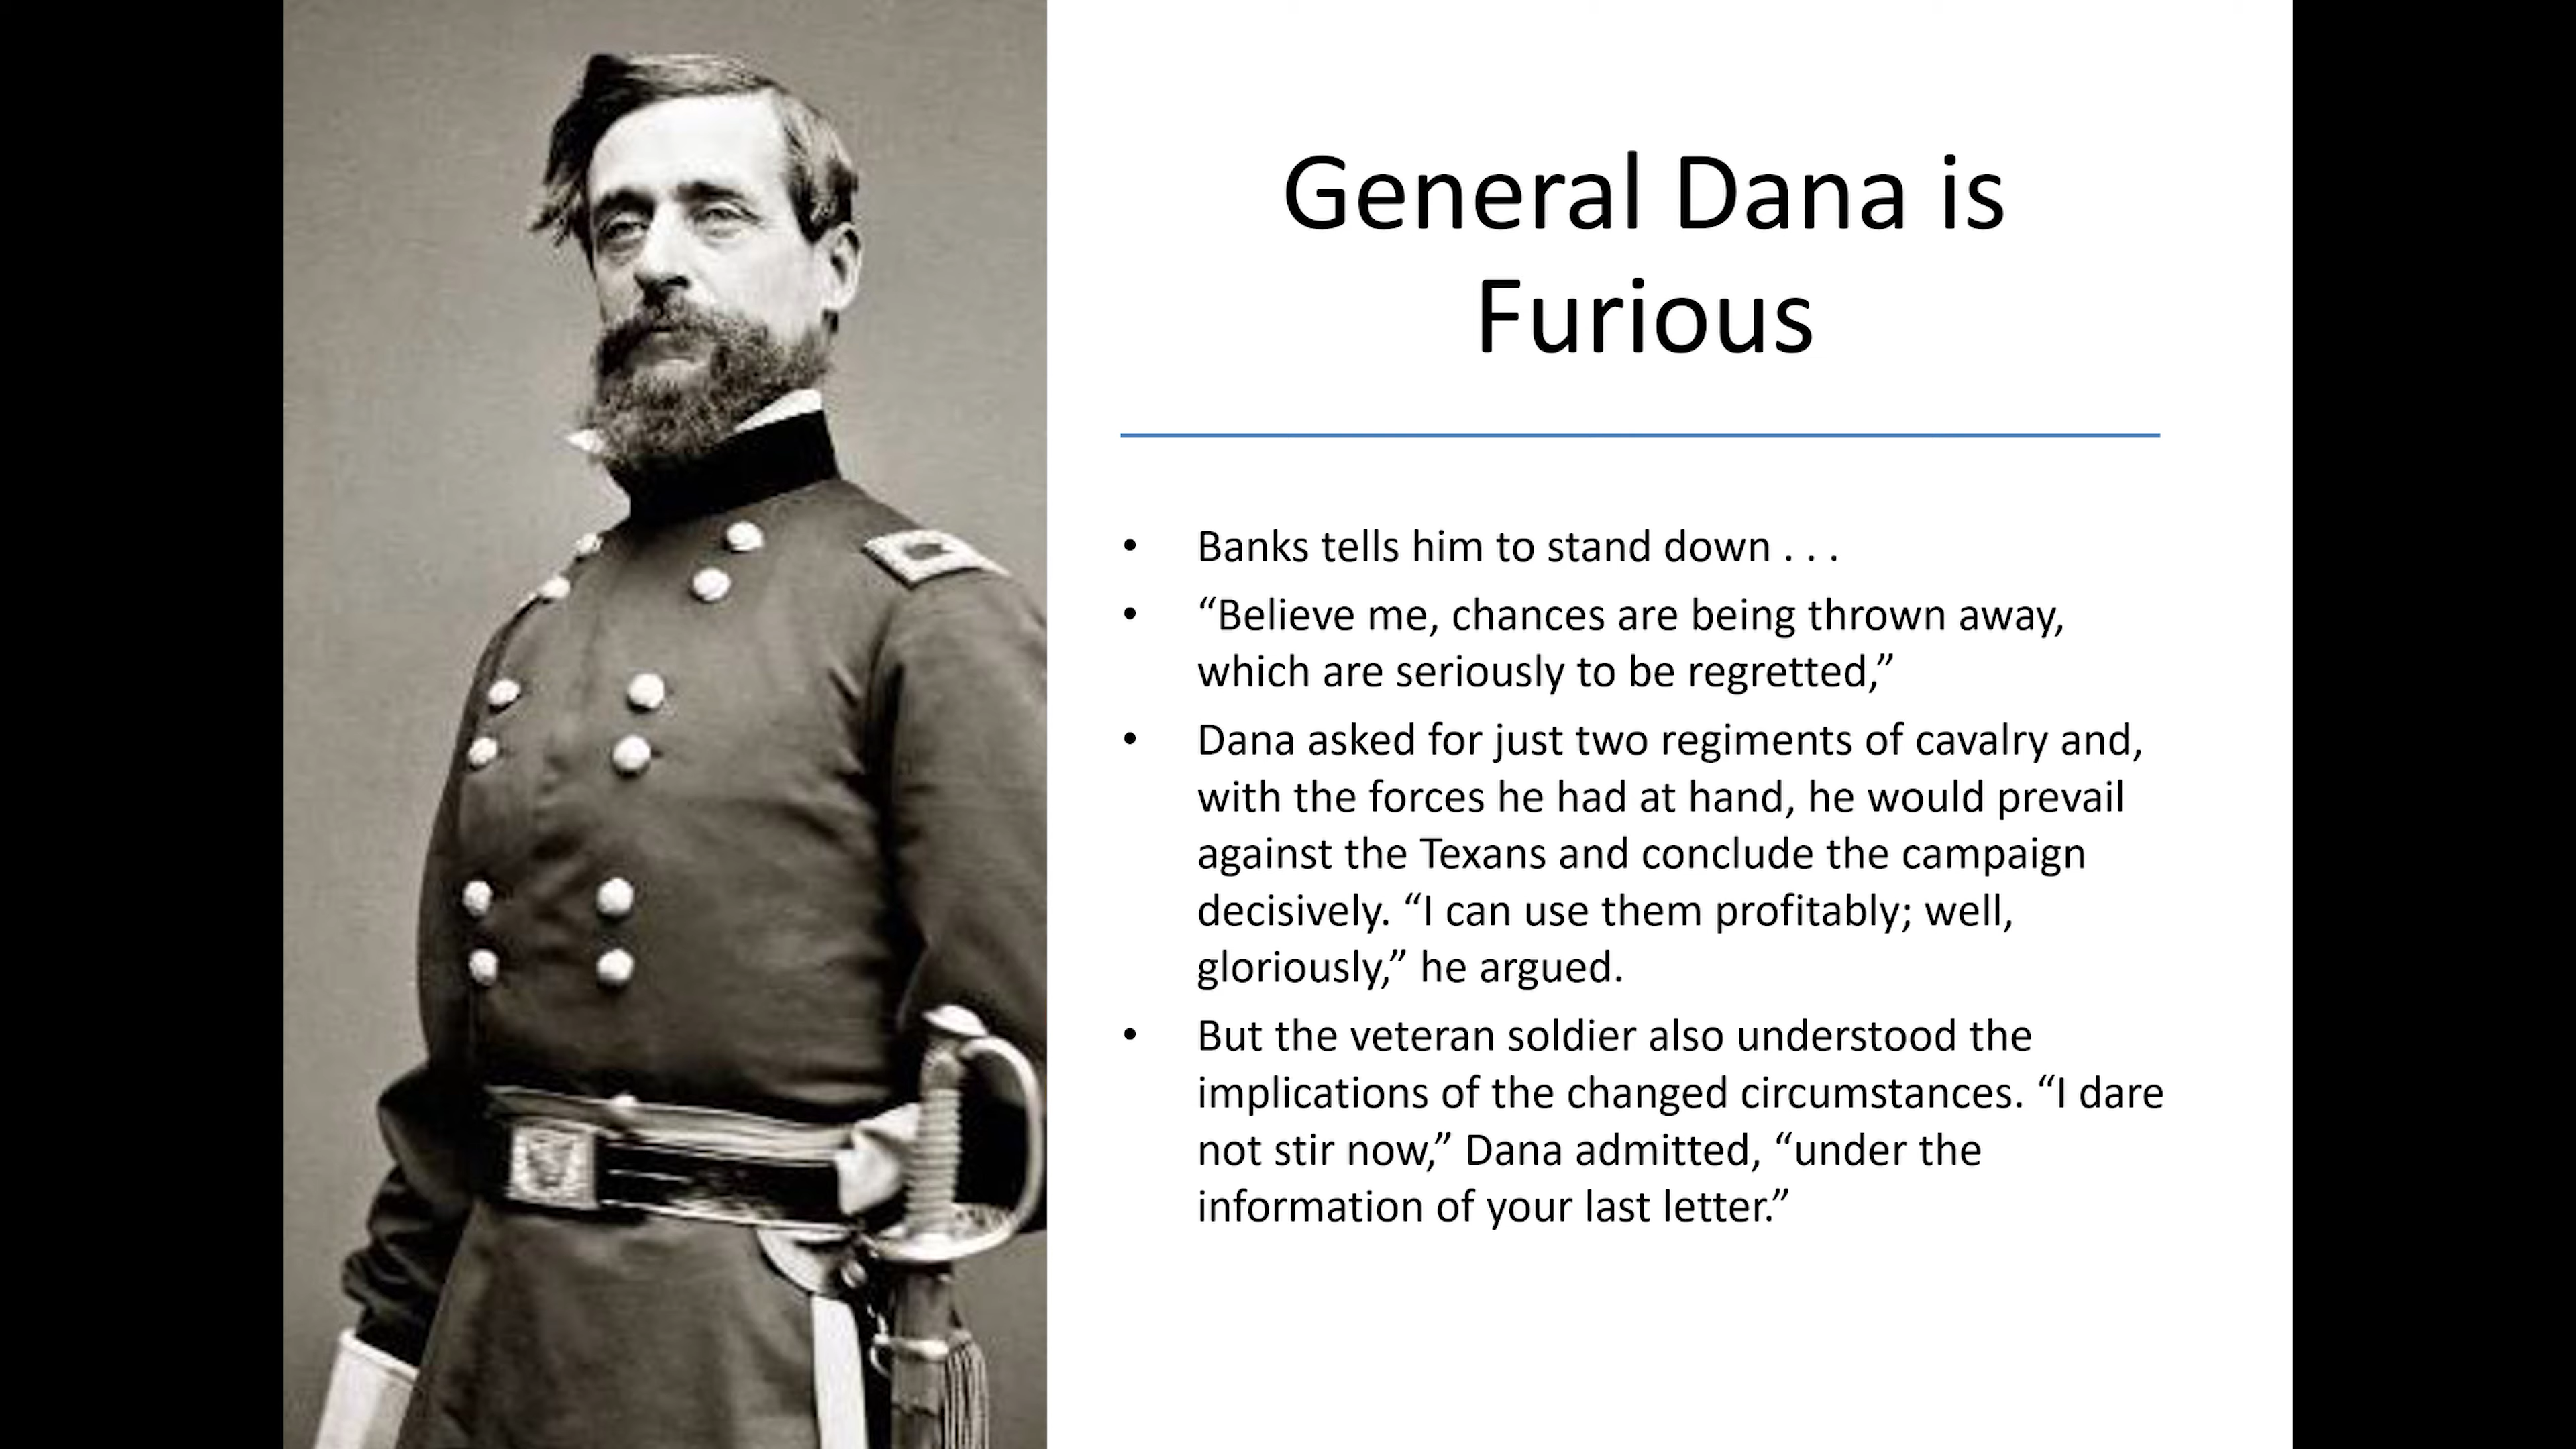 General Dana is
Furious
• Banks tells him to stand down . . .
• “Believe me, chances are being thrown away,
which are seriously to be regretted,”
• Dana asked for just two regiments of cavalry and,
with the forces he had at hand, he would prevail
against the Texans and conclude the campaign
decisively. “I can use them profitably; well,
gloriously,” he argued.
• But the veteran soldier also understood the
implications of the changed circumstances. “I dare
not stir now,” Dana admitted, “under the
information of your last letter.”